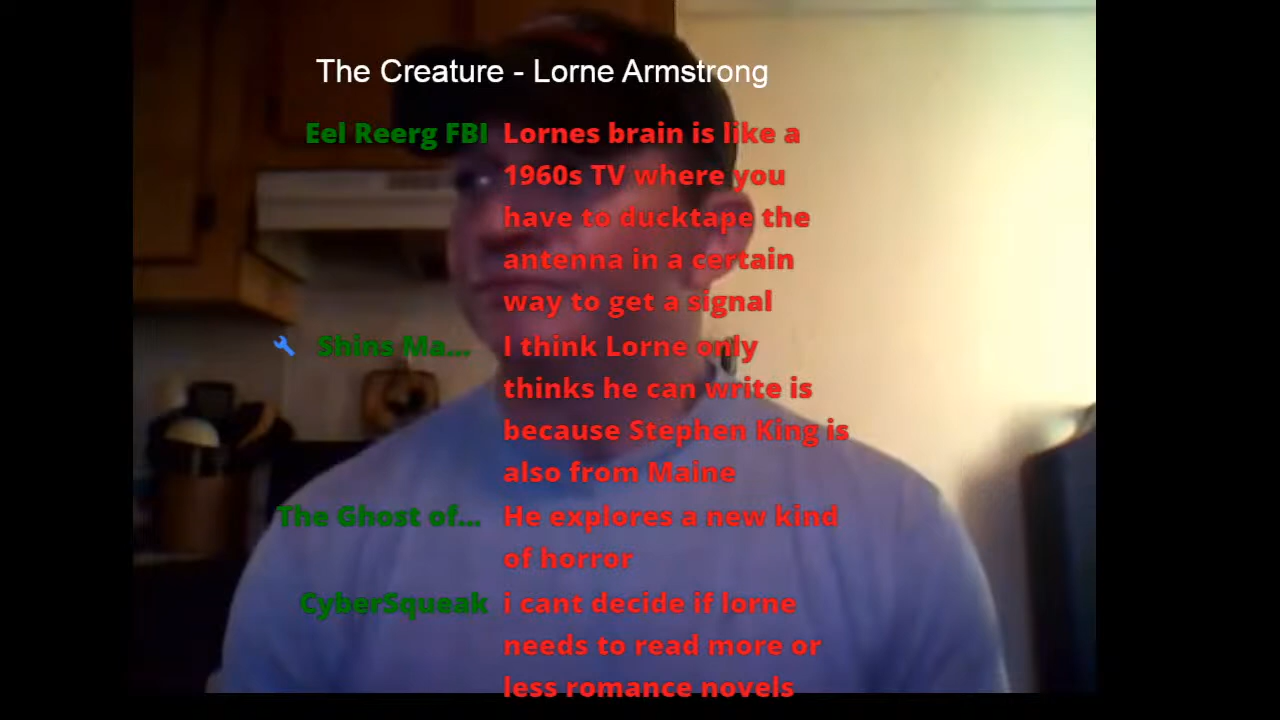 The Creature - Lorne Armstrong
Eel Reerg FBI Lornes brain is like a
1960s TV where you
have to ducktape the
antenna in a certain
way to get a signal
Shins Ma... I think Lorne only
thinks he can write is
because Stephen King is
also from Maine
The Ghost of... He explores a new kind
of horror
CyberSqueak i cant decide if lorne
needs to read more or
less romance novels